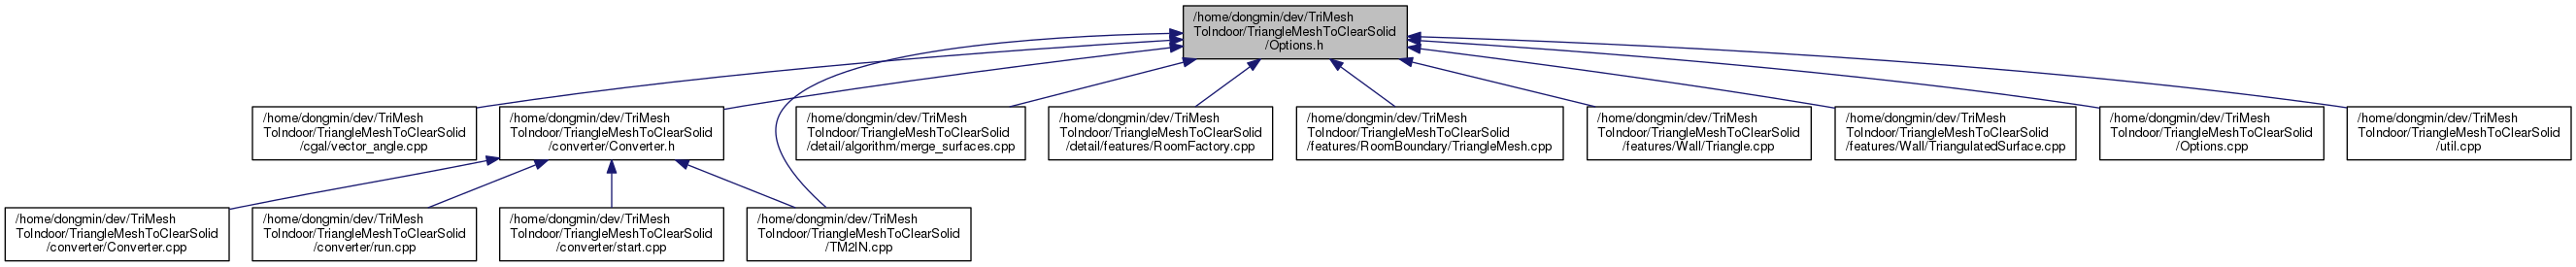 /home/dongmin/dev/TriMesh
ToIndoor/TriangleMeshToClearSolid
/Options.h
/home/dongmin/dev/TriMesh
ToIndoor/TriangleMeshToClearSolid
/cgal/vector_angle.cpp
/home/dongmin/dev/TriMesh
ToIndoor/TriangleMeshToClearSolid
/converter/Converter.h
/home/dongmin/dev/TriMesh
ToIndoor/TriangleMeshToClearSolid
/detail/algorithm/merge_surfaces.cpp
/home/dongmin/dev/TriMesh
ToIndoor/TriangleMeshToClearSolid
/detail/features/RoomFactory.cpp
/home/dongmin/dev/TriMesh
ToIndoor/TriangleMeshToClearSolid
/features/RoomBoundary/TriangleMesh.cpp
/home/dongmin/dev/TriMesh
ToIndoor/TriangleMeshToClearSolid
/features/Wall/Triangle.cpp
/home/dongmin/dev/TriMesh
ToIndoor/TriangleMeshToClearSolid
/features/Wall/TriangulatedSurface.cpp
/home/dongmin/dev/TriMesh
ToIndoor/TriangleMeshToClearSolid
/Options.cpp
/home/dongmin/dev/TriMesh
ToIndoor/TriangleMeshToClearSolid
/util.cpp
/home/dongmin/dev/TriMesh
ToIndoor/TriangleMeshToClearSolid
/converter/Converter.cpp
/home/dongmin/dev/TriMesh
ToIndoor/TriangleMeshToClearSolid
/converter/run.cpp
/home/dongmin/dev/TriMesh
ToIndoor/TriangleMeshToClearSolid
/converter/start.cpp
/home/dongmin/dev/TriMesh
ToIndoor/TriangleMeshToClearSolid
/TM2IN.cpp